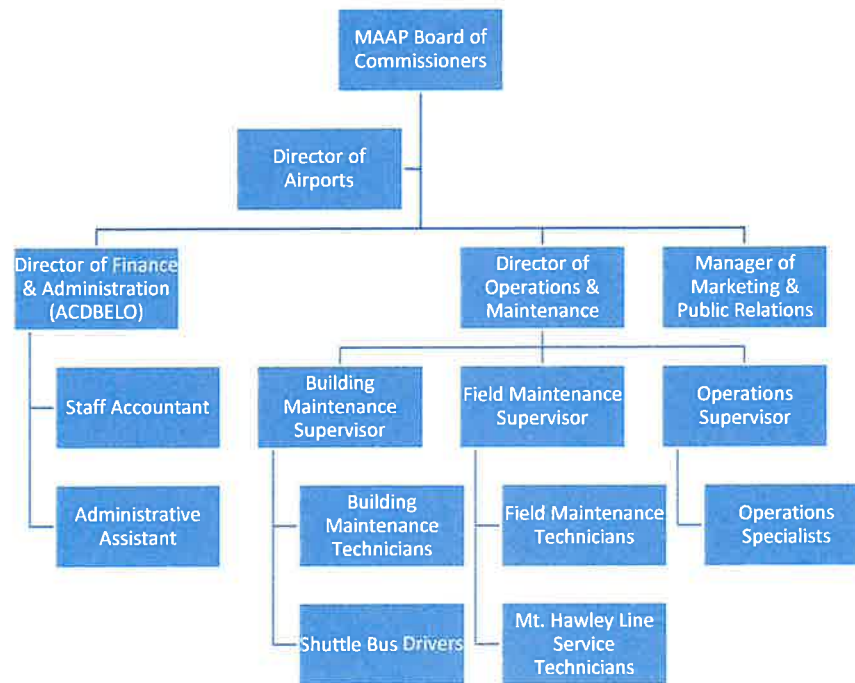 MAAP Board of
Commissioners
Director of
Airports
Director of Finance
& Administration
(ACDBELO)
Director of
Operations &
Maintenance
Manager of
Marketing &
Public Relations
Staff Accountant
Administrative
Assistant
Building
Maintenance
Supervisor
Field Maintenance
Supervisor
Operations
Supervisor
Building
Maintenance
Technicians
Field Maintenance
Technicians
Operations
Specialists
Shuttle Bus Drivers
Mt. Hawley Line
Service
Technicians